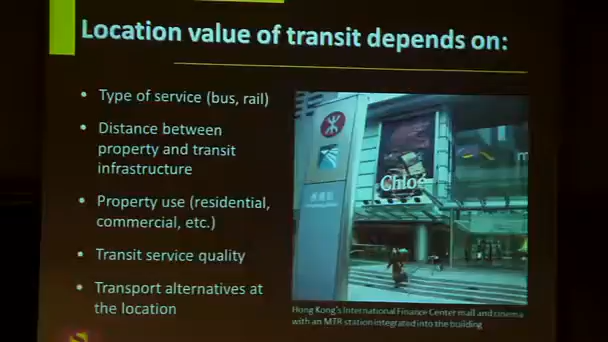 Location value of transit depends on:
• Type of service (bus, rail)
• Distance between
property and transit
infrastructure
• Property use (residential,
commercial, etc.)
• Transit service quality
• Transport alternatives at
the location
Chloé
Hong Kong's International Finance Center mall and cinema
with an MTR station integrated into the building